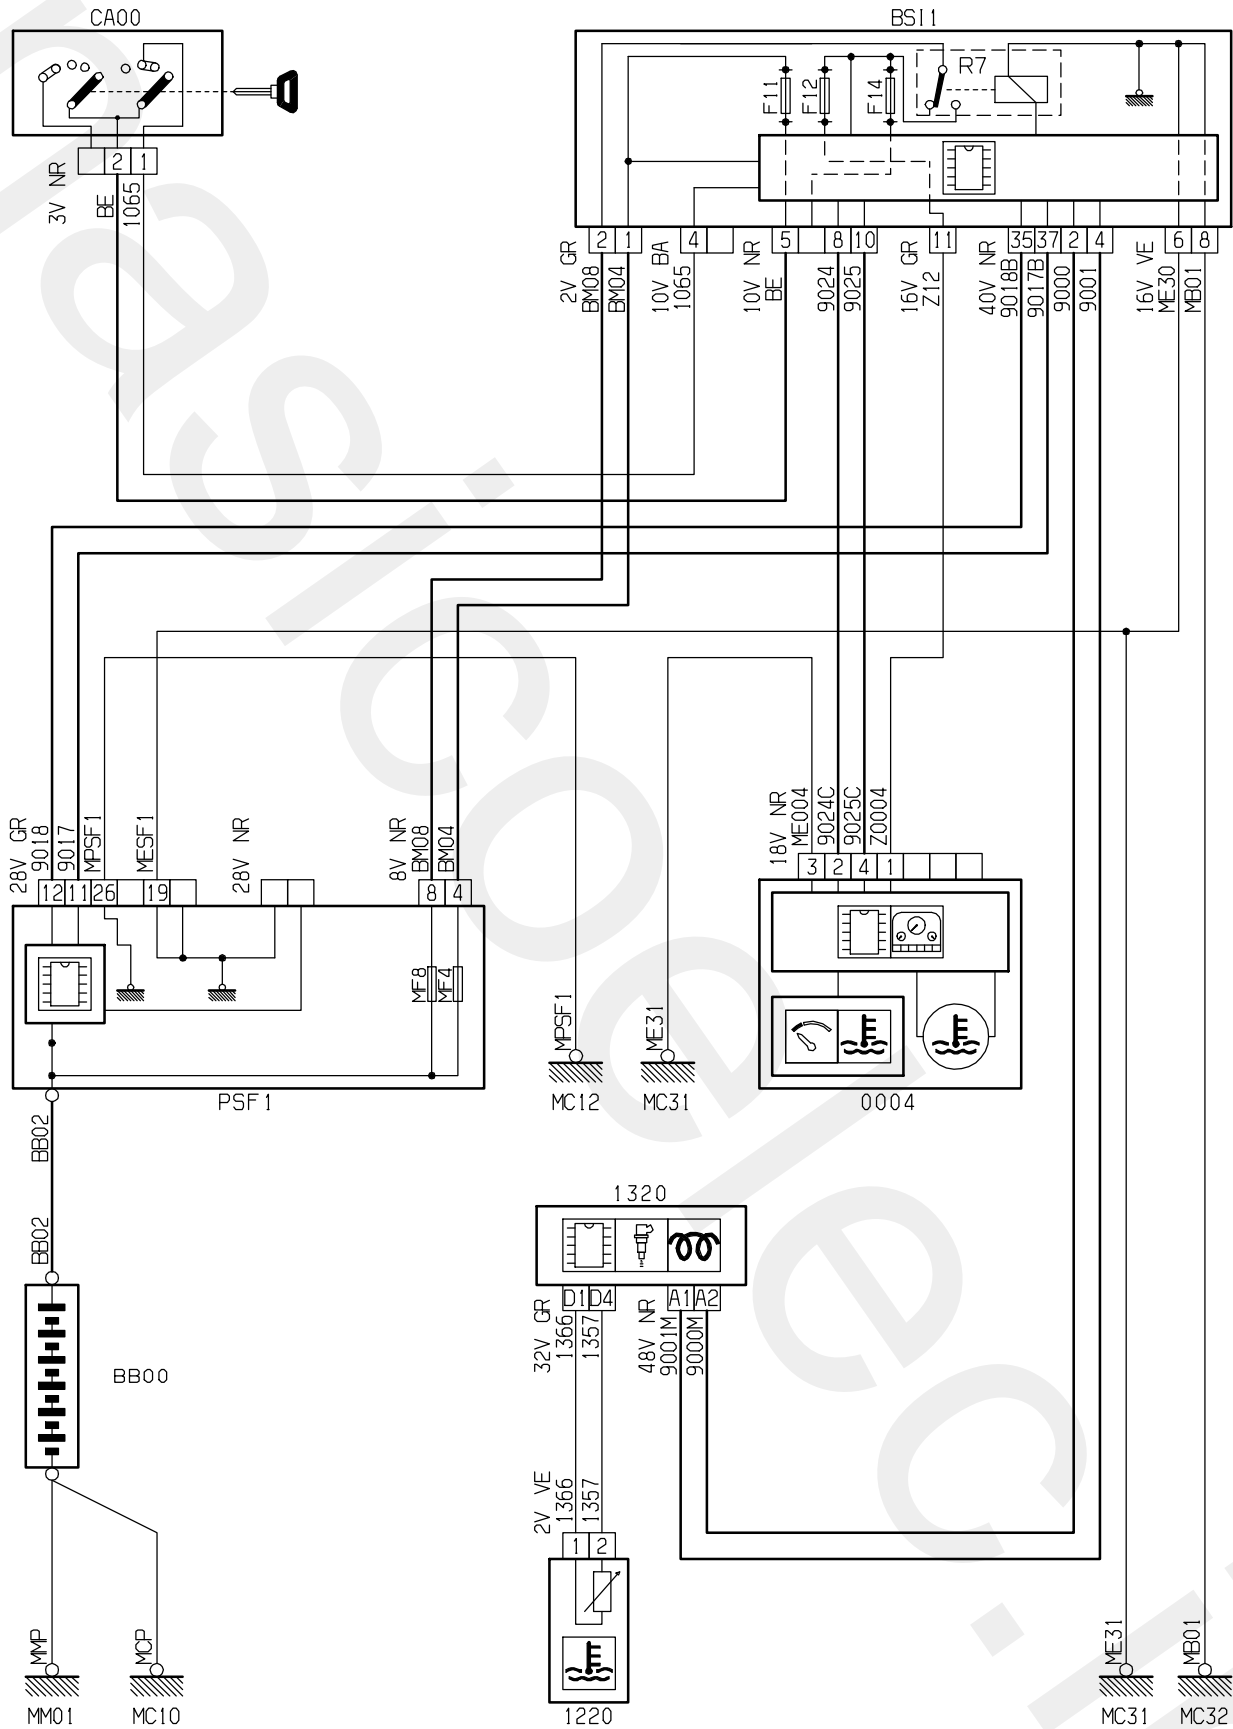 CA00
BSI1
R7
F11
F12
F14
2
1
3V NR
BE
1065
2
1
4
5
8
10
11
35
37
2
4
6
8
2V GR
BM08
BM04
10V BA
1065
10V NR
BE
9024
9025
16V GR
Z12
40V NR
9018B
9017B
9000
9001
16V VE
ME30
MB01
28V GR
9018
9017
MPSF1
MESF1
28V NR
8V NR
BM08
BM04
18V NR
ME004
9024C
9025C
Z0004
12
11
26
19
8
4
3
2
4
1
MF8
MF4
MPSF1
ME31
PSF1
MC12
MC31
0004
BB02
BB02
1320
D1
D4
A1
A2
32V GR
1366
1357
48V NR
9001M
9000M
BB00
2V VE
1366
1357
1
2
MMP
MCP
ME31
MB01
MM01
MC10
1220
MC31
MC32